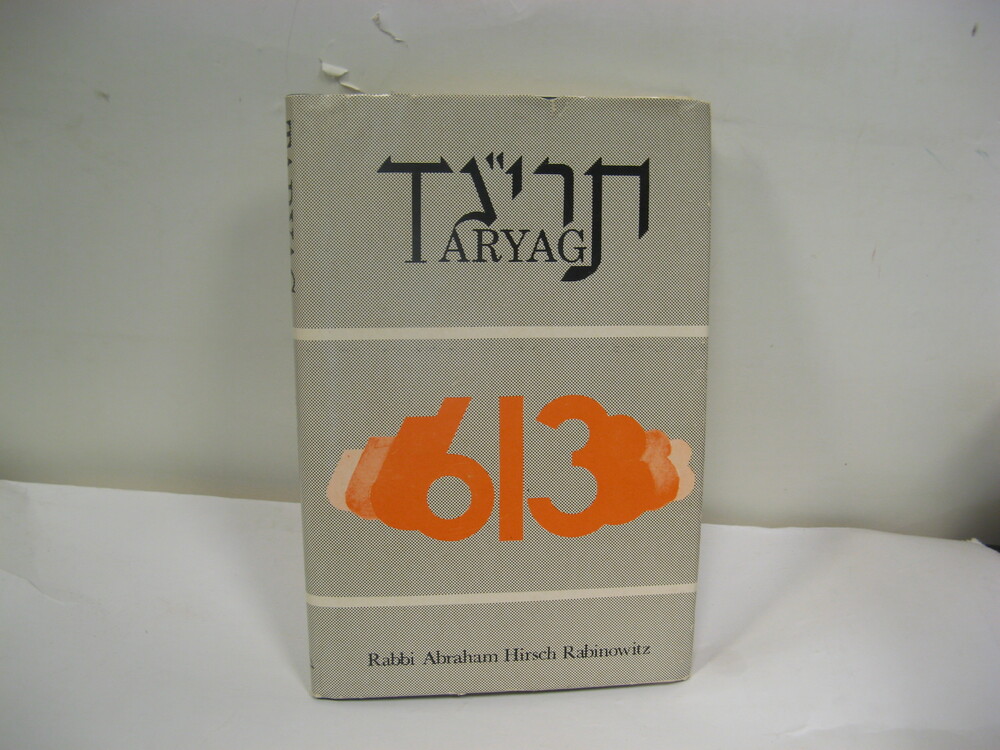 תרי"ג
TARYAG
613
Rabbi Abraham Hirsch Rabinowitz